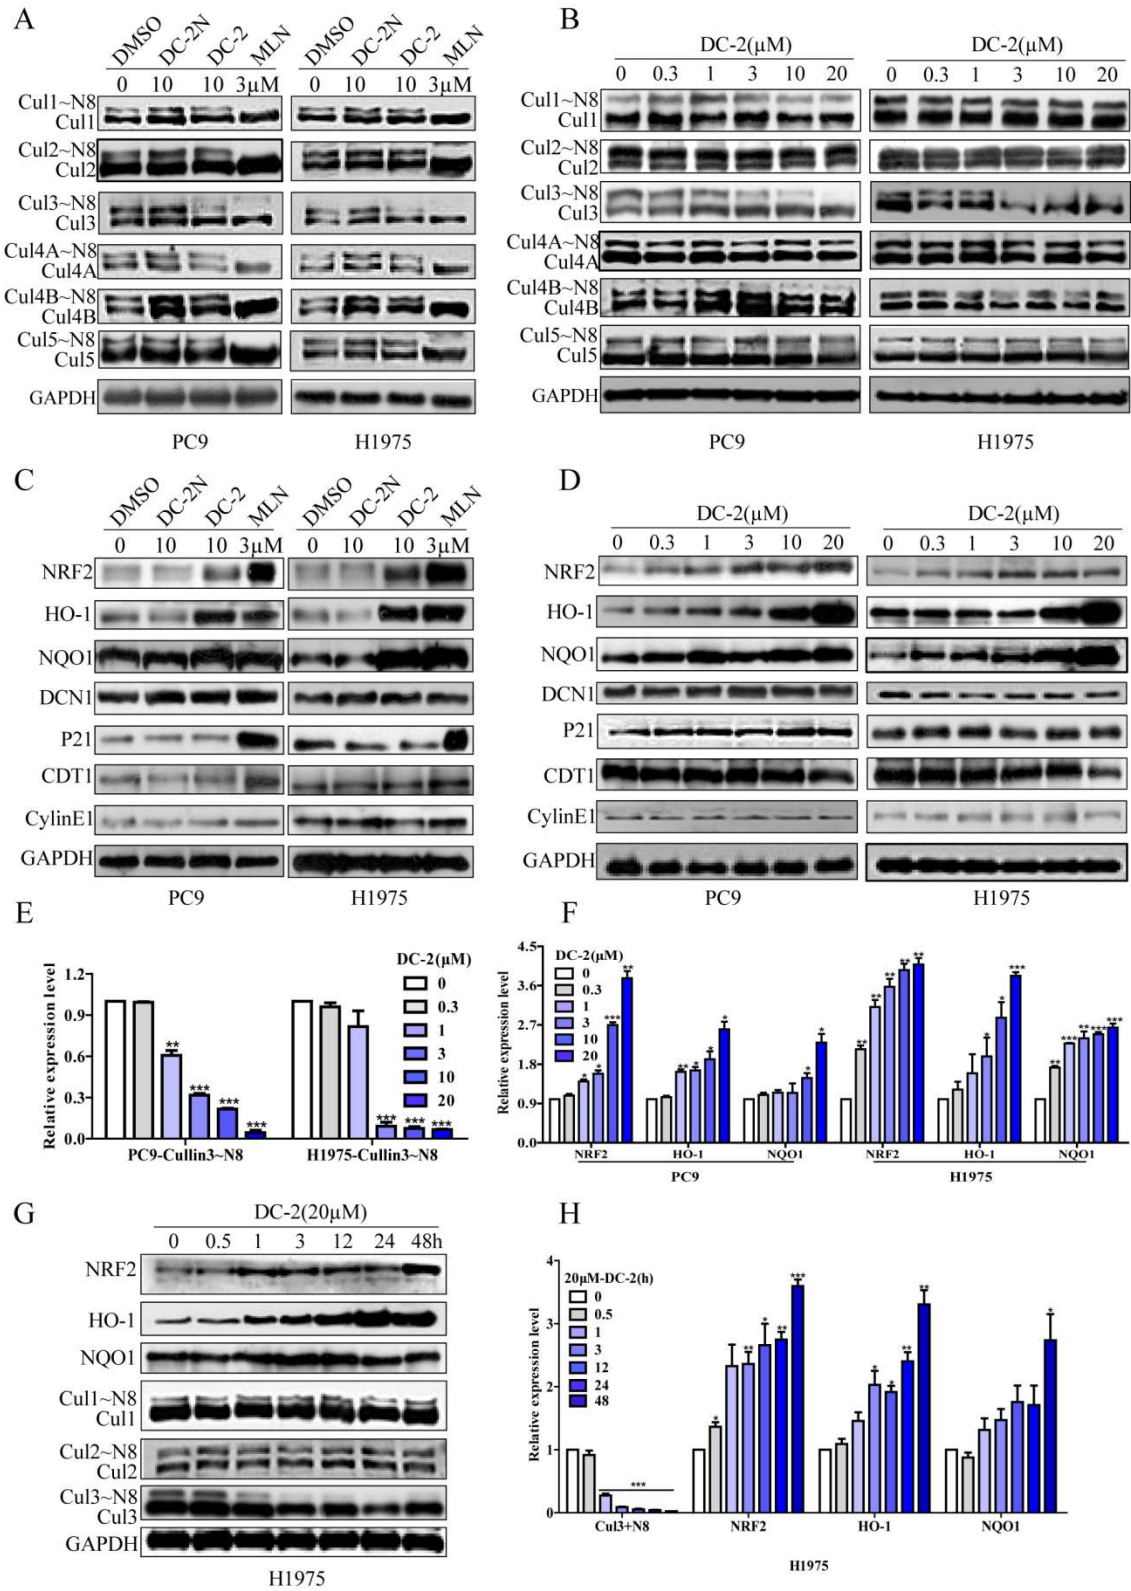 A
DMSO DC-2N DC-2 MLN DMSO DC-2N DC-2 MLN
0 10 10 3µM 0 10 10 3µM
Cul1~N8
Cul1
Cul2~N8
Cul2
Cul3~N8
Cul3
Cul4A~N8
Cul4A
Cul4B~N8
Cul4B
Cul5~N8
Cul5
GAPDH
PC9 H1975
B
DC-2(µM) DC-2(µM)
0 0.3 1 3 10 20 0 0.3 1 3 10 20
Cul1~N8
Cul1
Cul2~N8
Cul2
Cul3~N8
Cul3
Cul4A~N8
Cul4A
Cul4B~N8
Cul4B
Cul5~N8
Cul5
GAPDH
PC9 H1975
C
DMSO DC-2N DC-2 MLN DMSO DC-2N DC-2 MLN
0 10 10 3µM 0 10 10 3µM
NRF2
HO-1
NQO1
DCN1
P21
CDT1
CylinE1
GAPDH
PC9 H1975
D
DC-2(µM) DC-2(µM)
0 0.3 1 3 10 20 0 0.3 1 3 10 20
NRF2
HO-1
NQO1
DCN1
P21
CDT1
CylinE1
GAPDH
PC9 H1975
E
Relative expression level
1.2
0.9
0.6
0.3
0.0
** *** *** *** *** *** ***
DC-2(µM)
0
0.3
1
3
10
20
PC9-Cullin3~N8 H1975-Cullin3~N8
F
Relative expression level
4.5
3.6
2.7
1.8
0.9
0.0
DC-2(µM)
0
0.3
1
3
10
20
* * *** ** ** * * * * * ** ** ** ** ** * * *** ** *** ** *** ***
NRF2 HO-1 NQO1 NRF2 HO-1 NQO1
PC9 H1975
G
DC-2(20µM)
0 0.5 1 3 12 24 48h
NRF2
HO-1
NQO1
Cul1~N8
Cul1
Cul2~N8
Cul2
Cul3~N8
Cul3
GAPDH
H1975
H
Relative expression level
4
3
2
1
0
20µM-DC-2(h)
0
0.5
1
3
12
24
48
*** * ** * ** *** * * ** ** *
Cul3+N8 NRF2 HO-1 NQO1
H1975